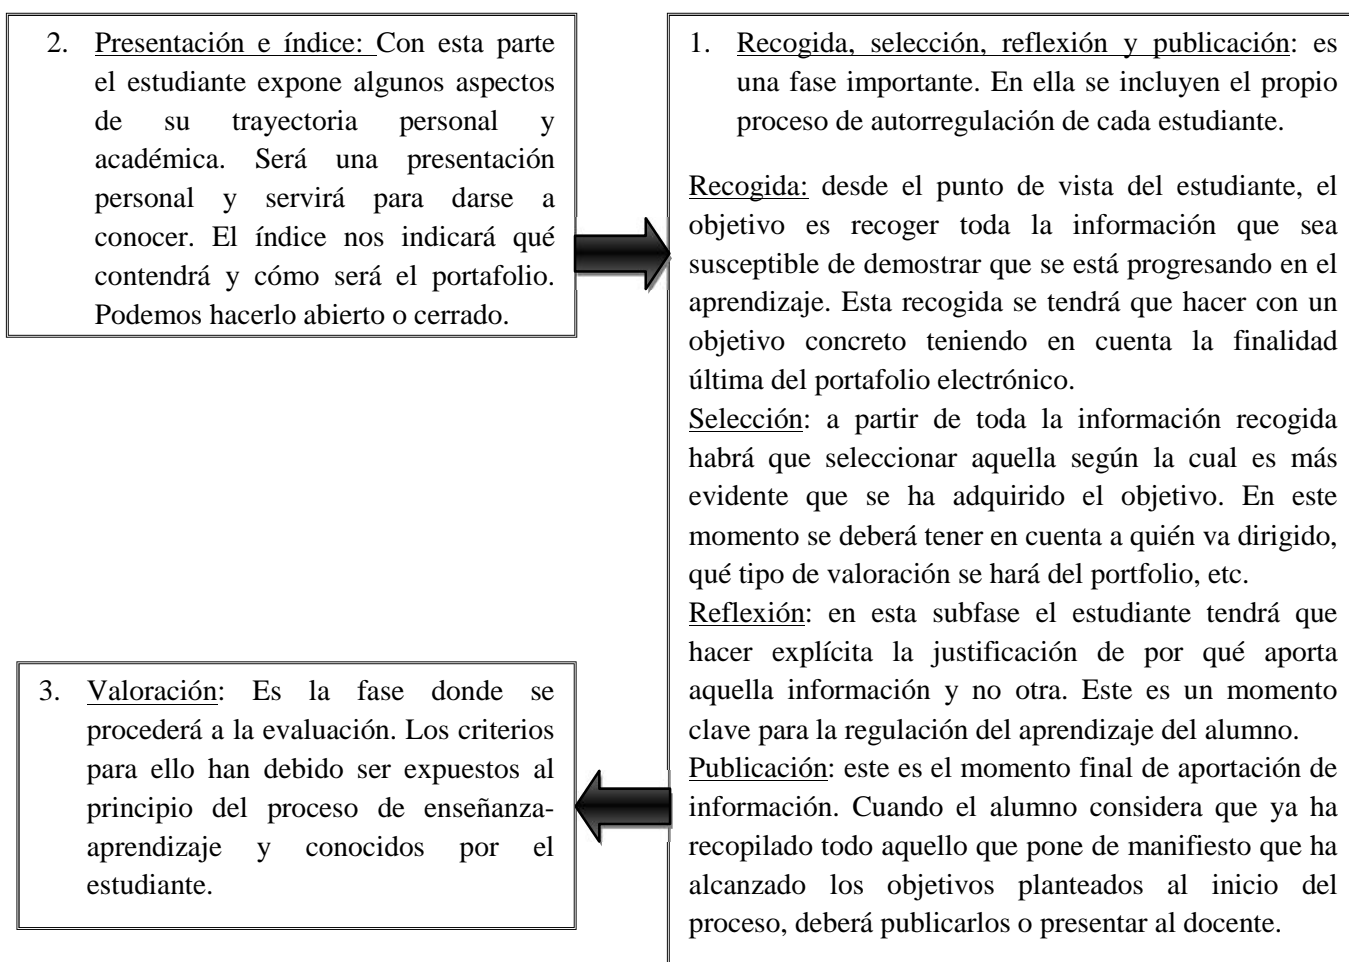 2. Presentación e índice: Con esta parte
el estudiante expone algunos aspectos
de su trayectoria personal y
académica. Será una presentación
personal y servirá para darse a
conocer. El índice nos indicará qué
contendrá y cómo será el portafolio.
Podemos hacerlo abierto o cerrado.
1. Recogida, selección, reflexión y publicación: es
una fase importante. En ella se incluyen el propio
proceso de autorregulación de cada estudiante.
Recogida: desde el punto de vista del estudiante, el
objetivo es recoger toda la información que sea
susceptible de demostrar que se está progresando en el
aprendizaje. Esta recogida se tendrá que hacer con un
objetivo concreto teniendo en cuenta la finalidad
última del portafolio electrónico.
Selección: a partir de toda la información recogida
habrá que seleccionar aquella según la cual es más
evidente que se ha adquirido el objetivo. En este
momento se deberá tener en cuenta a quién va dirigido,
qué tipo de valoración se hará del portfolio, etc.
Reflexión: en esta subfase el estudiante tendrá que
hacer explícita la justificación de por qué aporta
aquella información y no otra. Este es un momento
clave para la regulación del aprendizaje del alumno.
Publicación: este es el momento final de aportación de
información. Cuando el alumno considera que ya ha
recopilado todo aquello que pone de manifiesto que ha
alcanzado los objetivos planteados al inicio del
proceso, deberá publicarlos o presentar al docente.
3. Valoración: Es la fase donde se
procederá a la evaluación. Los criterios
para ello han debido ser expuestos al
principio del proceso de enseñanza-
aprendizaje y conocidos por el
estudiante.